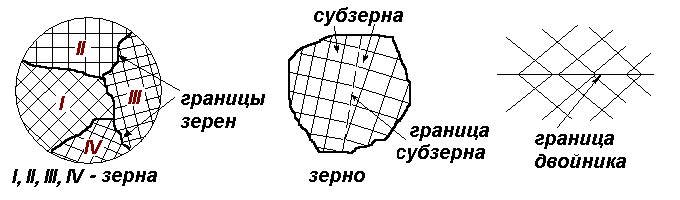 II
I
III
IV
границы
зерен
I, II, III, IV - зерна
субзерна
граница
субзерна
зерно
граница
двойника